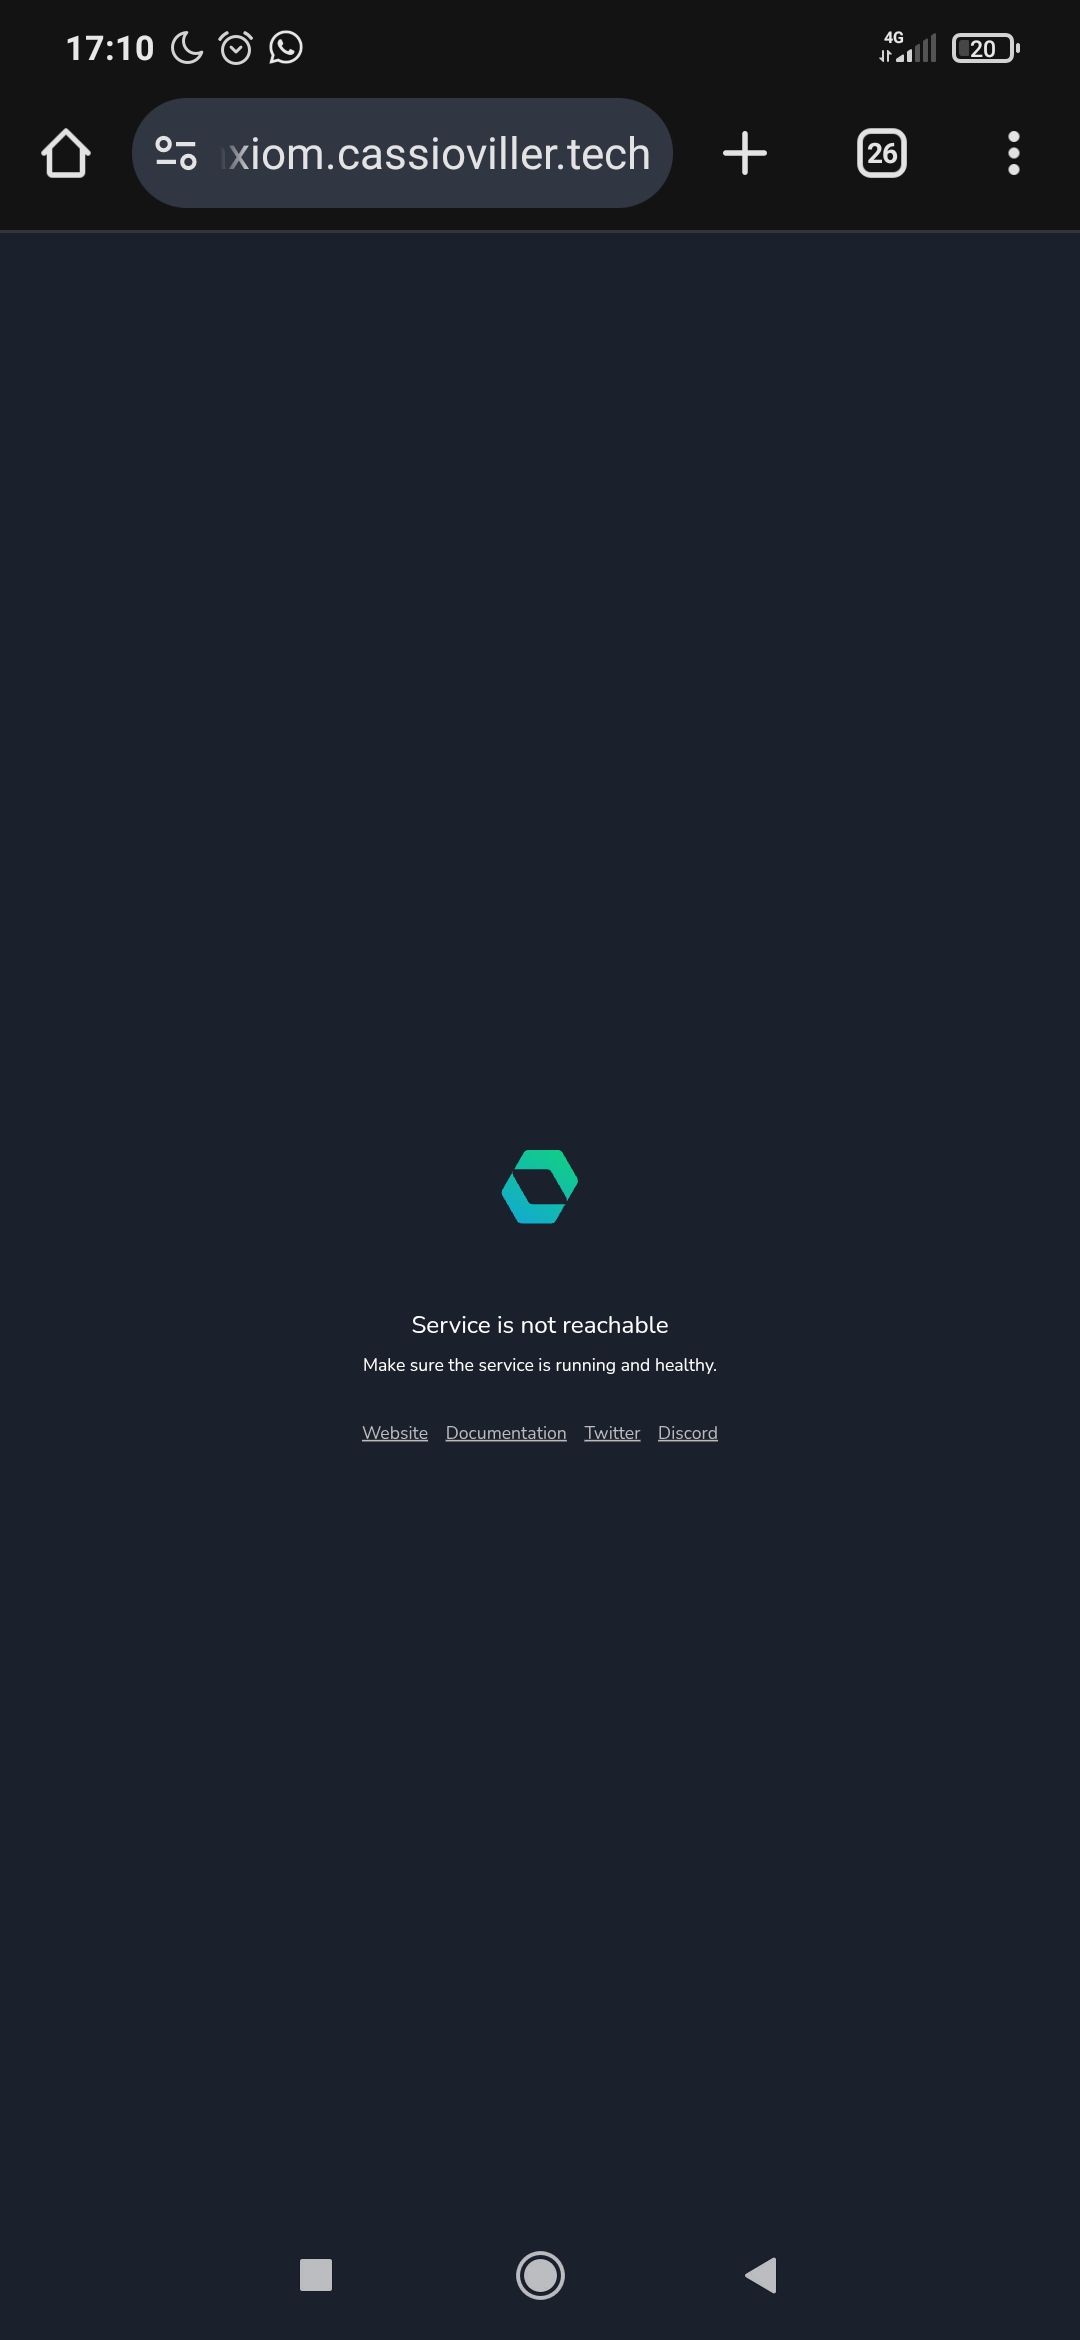 17:10
4G
20
xiom.cassioviller.tech
26
Service is not reachable
Make sure the service is running and healthy.
Website Documentation Twitter Discord